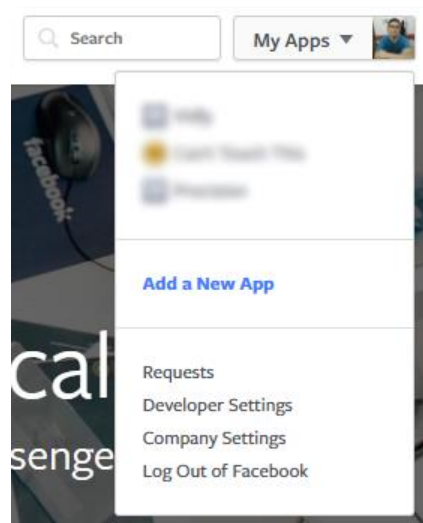 Search
My Apps
facebook
Add a New App
cal
senge
Requests
Developer Settings
Company Settings
Log Out of Facebook